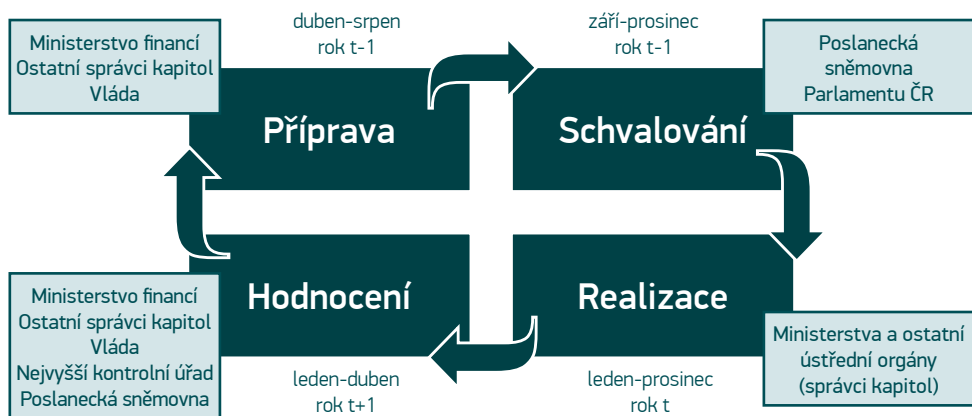 duben-srpen
rok t-1
září-prosinec
rok t-1
Ministerstvo financí
Ostatní správci kapitol
Vláda
Poslanecká
sněmovna
Parlamentu ČR
Příprava
Schvalování
Hodnocení
Realizace
Ministerstvo financí
Ostatní správci kapitol
Vláda
Nejvyšší kontrolní úřad
Poslanecká sněmovna
Ministerstva a ostatní
ústřední orgány
(správci kapitol)
leden-duben
rok t+1
leden-prosinec
rok t